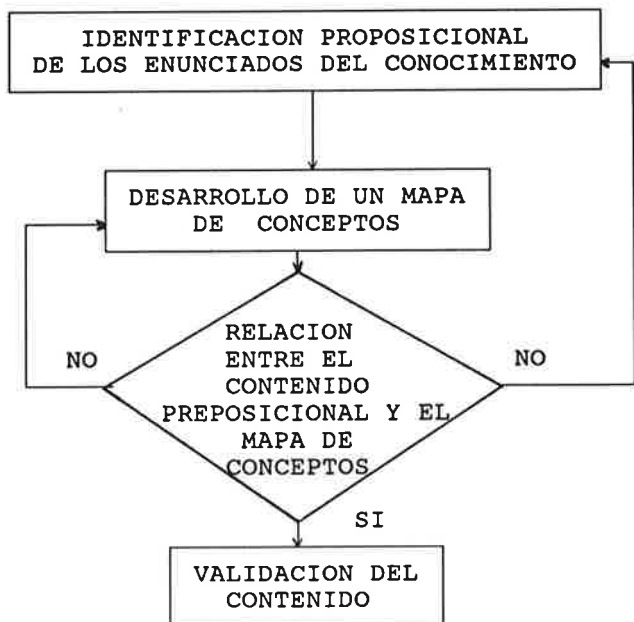 IDENTIFICACION PROPOSICIONAL
DE LOS ENUNCIADOS DEL CONOCIMIENTO
DESARROLLO DE UN MAPA
DE CONCEPTOS
NO
RELACION
ENTRE EL
CONTENIDO
PREPOSICIONAL Y EL
MAPA DE
CONCEPTOS
NO
SI
VALIDACION DEL
CONTENIDO